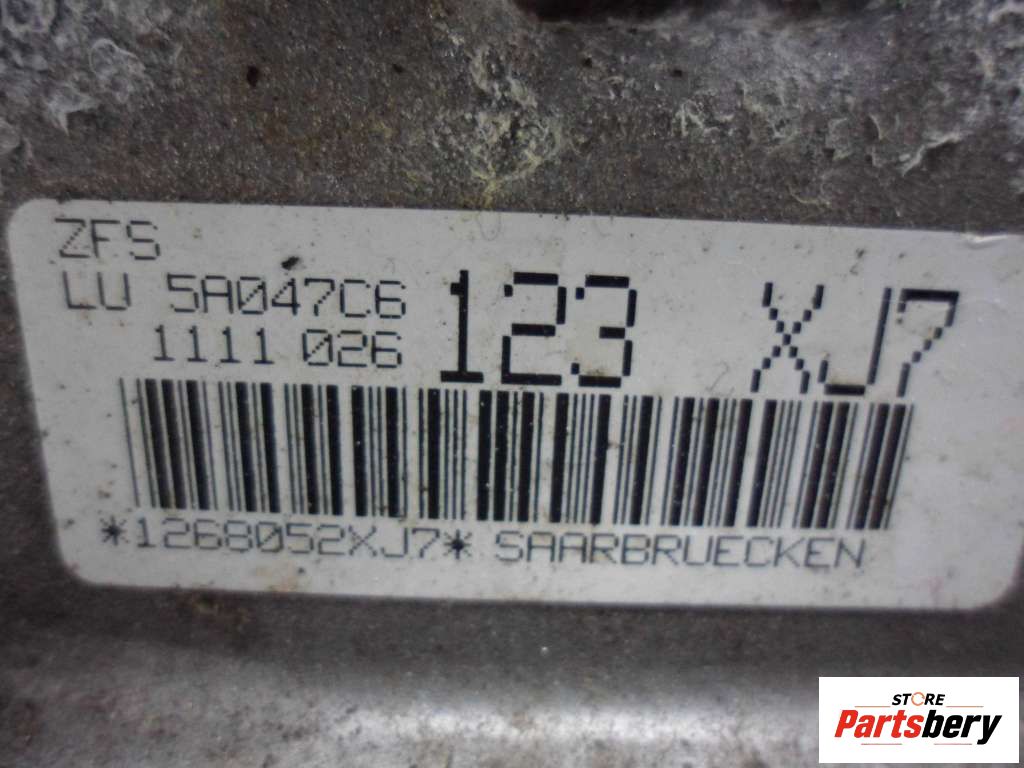 ZFS
LU 5A047C6
1111 026
123 XJ7
*1268052XJ7* SAARBRUECKEN
STORE
Partsbery